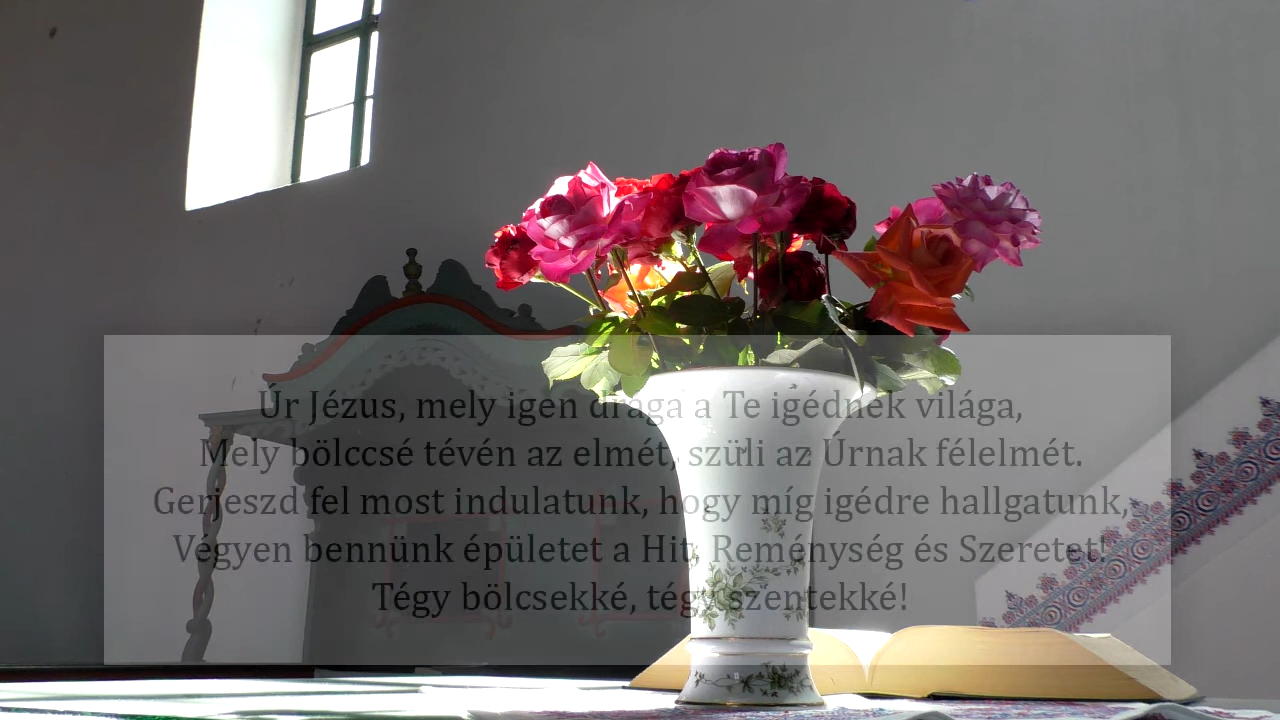 Úr Jézus, mely igen drága a Te igédnek világa,
Mely bölccsé tévén az elmét, szüli az Úrnak félelmét.
Gerjeszd fel most indulatunk, hogy míg igédre hallgatunk,
Végyen bennünk épületet a Hit, Reménység és Szeretet!
Tégy bölcsekké, tégy szentekké!